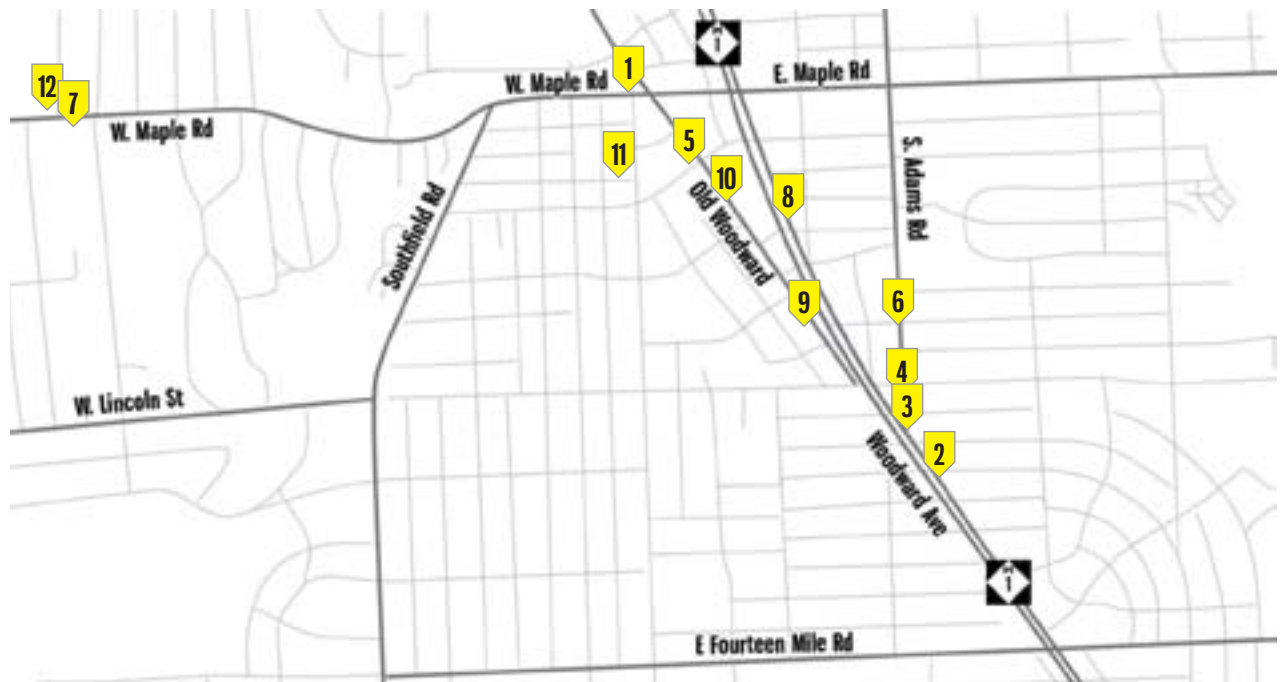 M
1
12
7
W. Maple Rd
W. Maple Rd
1
E. Maple Rd
11
5
10
8
S. Adams Rd
Old Woodward
Southfield Rd
9
6
4
3
2
W. Lincoln St
Woodward Ave
M
1
E Fourteen Mile Rd